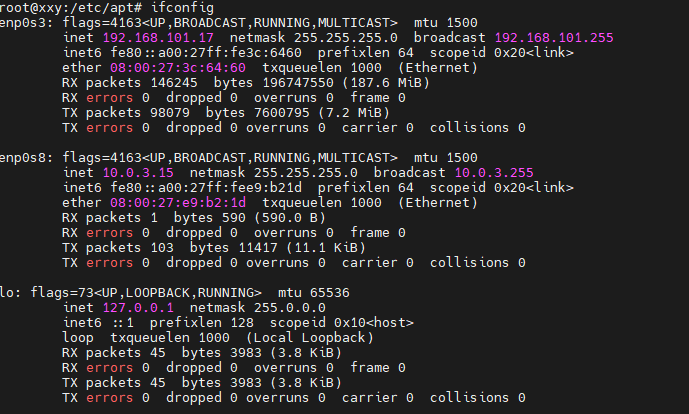 root@xxy:/etc/apt# ifconfig
enp0s3: flags=4163<UP,BROADCAST,RUNNING,MULTICAST>  mtu 1500
        inet 192.168.101.17  netmask 255.255.255.0  broadcast 192.168.101.255
        inet6 fe80::a00:27ff:fe3c:6460  prefixlen 64  scopeid 0x20<link>
        ether 08:00:27:3c:64:60  txqueuelen 1000  (Ethernet)
        RX packets 146245  bytes 196747550 (187.6 MiB)
        RX errors 0  dropped 0  overruns 0  frame 0
        TX packets 98079  bytes 7600795 (7.2 MiB)
        TX errors 0  dropped 0 overruns 0  carrier 0  collisions 0

enp0s8: flags=4163<UP,BROADCAST,RUNNING,MULTICAST>  mtu 1500
        inet 10.0.3.15  netmask 255.255.255.0  broadcast 10.0.3.255
        inet6 fe80::a00:27ff:fee9:b21d  prefixlen 64  scopeid 0x20<link>
        ether 08:00:27:e9:b2:1d  txqueuelen 1000  (Ethernet)
        RX packets 1  bytes 590 (590.0 B)
        RX errors 0  dropped 0  overruns 0  frame 0
        TX packets 103  bytes 11417 (11.1 KiB)
        TX errors 0  dropped 0 overruns 0  carrier 0  collisions 0

lo: flags=73<UP,LOOPBACK,RUNNING>  mtu 65536
        inet 127.0.0.1  netmask 255.0.0.0
        inet6 ::1  prefixlen 128  scopeid 0x10<host>
        loop  txqueuelen 1000  (Local Loopback)
        RX packets 45  bytes 3983 (3.8 KiB)
        RX errors 0  dropped 0  overruns 0  frame 0
        TX packets 45  bytes 3983 (3.8 KiB)
        TX errors 0  dropped 0 overruns 0  carrier 0  collisions 0